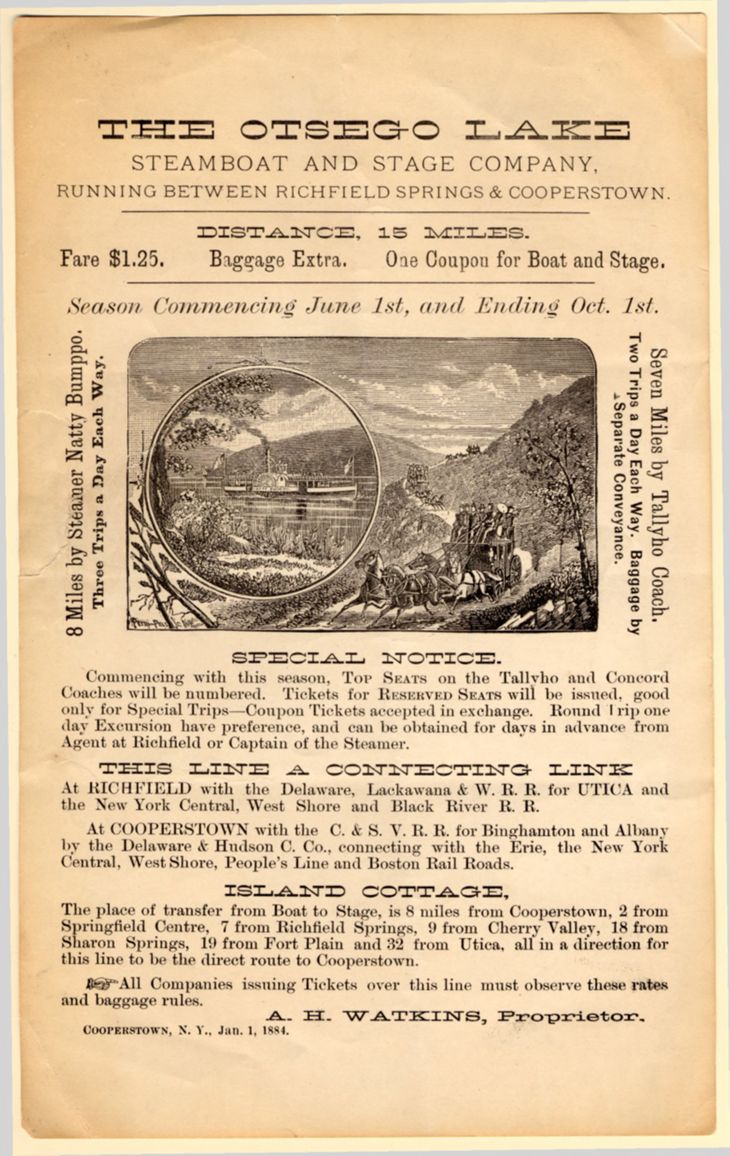 THE OTSEGO LAKE
STEAMBOAT AND STAGE COMPANY,
RUNNING BETWEEN RICHFIELD SPRINGS & COOPERSTOWN.
DISTANCE, 15 MILES.
Fare $1.25. Baggage Extra. One Coupon for Boat and Stage.
Season Commencing June 1st, and Ending Oct. 1st.
8 Miles by Steamer Natty Bumppo.
Three Trips a Day Each Way.
Seven Miles by Tallyho Coach.
Two Trips a Day Each Way. Baggage by
Separate Conveyance.
SPECIAL NOTICE.
Commencing with this season, TOP SEATS on the Tallyho and Concord
Coaches will be numbered. Tickets for RESERVED SEATS will be issued, good
only for Special Trips—Coupon Tickets accepted in exchange. Round Trip one
day Excursion have preference, and can be obtained for days in advance from
Agent at Richfield or Captain of the Steamer.
THIS LINE A CONNECTING LINK
At RICHFIELD with the Delaware, Lackawana & W. R. R. for UTICA and
the New York Central, West Shore and Black River R. R.
At COOPERSTOWN with the C. & S. V. R. R. for Binghamton and Albany
by the Delaware & Hudson C. Co., connecting with the Erie, the New York
Central, West Shore, People's Line and Boston Rail Roads.
ISLAND COTTAGE,
The place of transfer from Boat to Stage, is 8 miles from Cooperstown, 2 from
Springfield Centre, 7 from Richfield Springs, 9 from Cherry Valley, 18 from
Sharon Springs, 19 from Fort Plain and 32 from Utica, all in a direction for
this line to be the direct route to Cooperstown.
☞All Companies issuing Tickets over this line must observe these rates
and baggage rules.
A. H. WATKINS, Proprietor.
COOPERSTOWN, N. Y., Jan. 1, 1884.